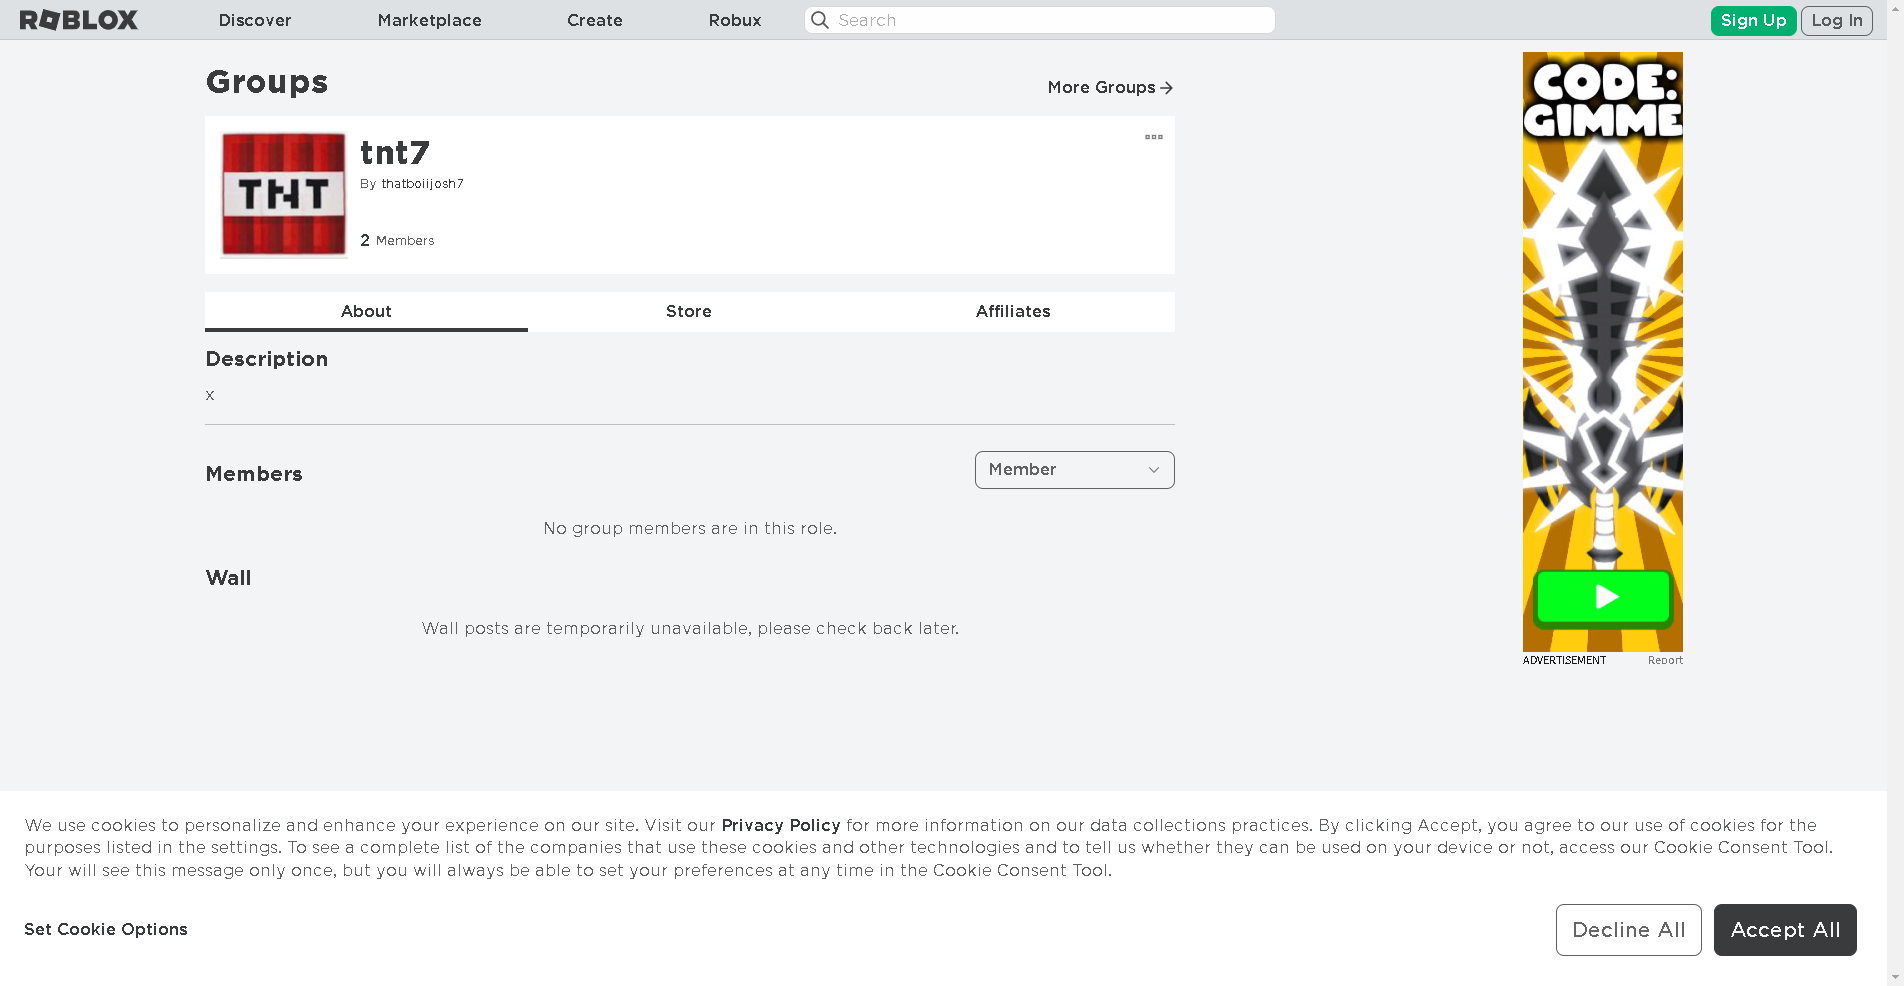 ROBLOX
Discover
Marketplace
Create
Robux
Search
Sign Up
Log In
Groups
More Groups
TNT
tnt7
By thatboiijosh7
2 Members
About
Store
Affiliates
Description
x
Members
Member
No group members are in this role.
Wall
Wall posts are temporarily unavailable, please check back later.
CODE:
GIMME
ADVERTISEMENT
Report
We use cookies to personalize and enhance your experience on our site. Visit our Privacy Policy for more information on our data collections practices. By clicking Accept, you agree to our use of cookies for the
purposes listed in the settings. To see a complete list of the companies that use these cookies and other technologies and to tell us whether they can be used on your device or not, access our Cookie Consent Tool.
Your will see this message only once, but you will always be able to set your preferences at any time in the Cookie Consent Tool.
Set Cookie Options
Decline All
Accept All